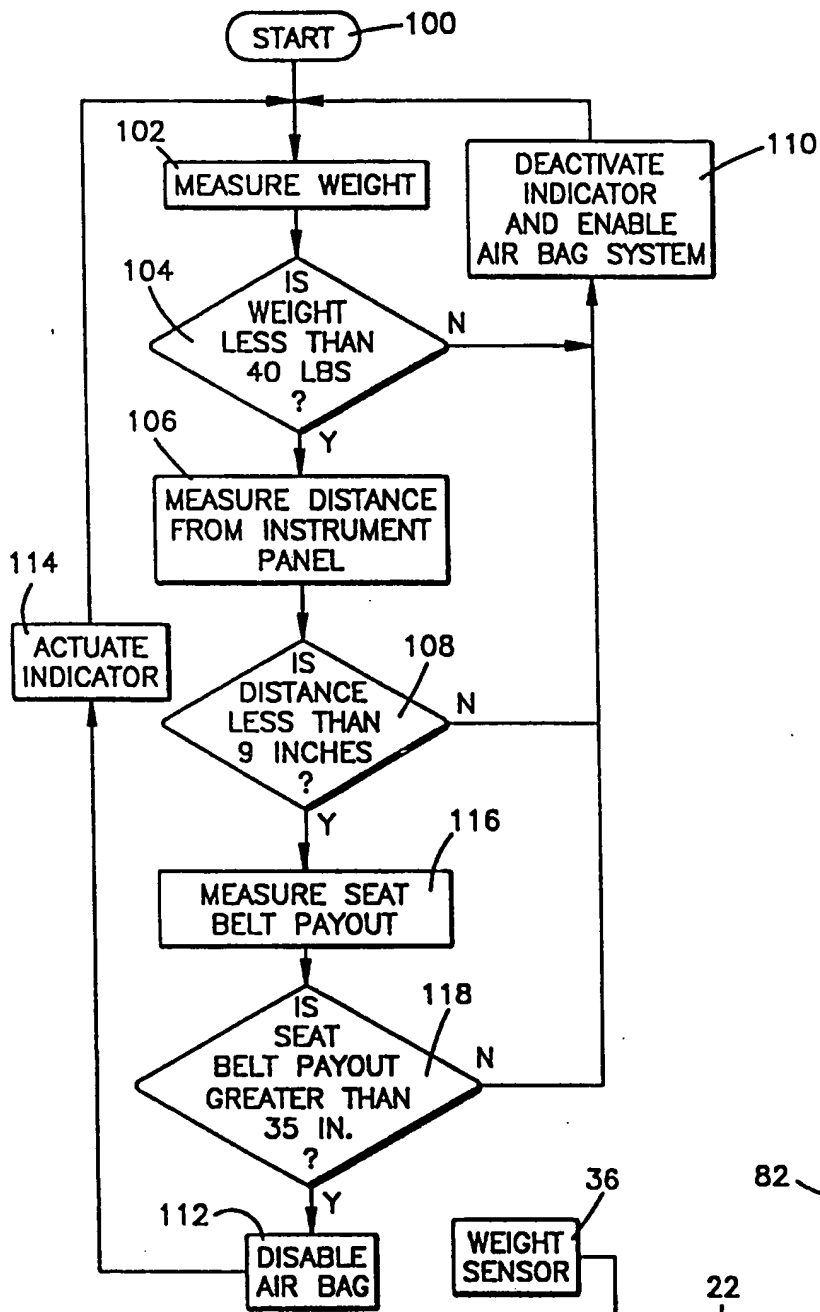 START
100
102
MEASURE WEIGHT
110
DEACTIVATE
INDICATOR
AND ENABLE
AIR BAG SYSTEM
104
IS
WEIGHT
LESS THAN
40 LBS
?
N
Y
106
MEASURE DISTANCE
FROM INSTRUMENT
PANEL
114
ACTUATE
INDICATOR
108
IS
DISTANCE
LESS THAN
9 INCHES
?
N
Y
116
MEASURE SEAT
BELT PAYOUT
118
IS
SEAT
BELT PAYOUT
GREATER THAN
35 IN.
?
N
Y
112
DISABLE
AIR BAG
36
WEIGHT
SENSOR
82
22